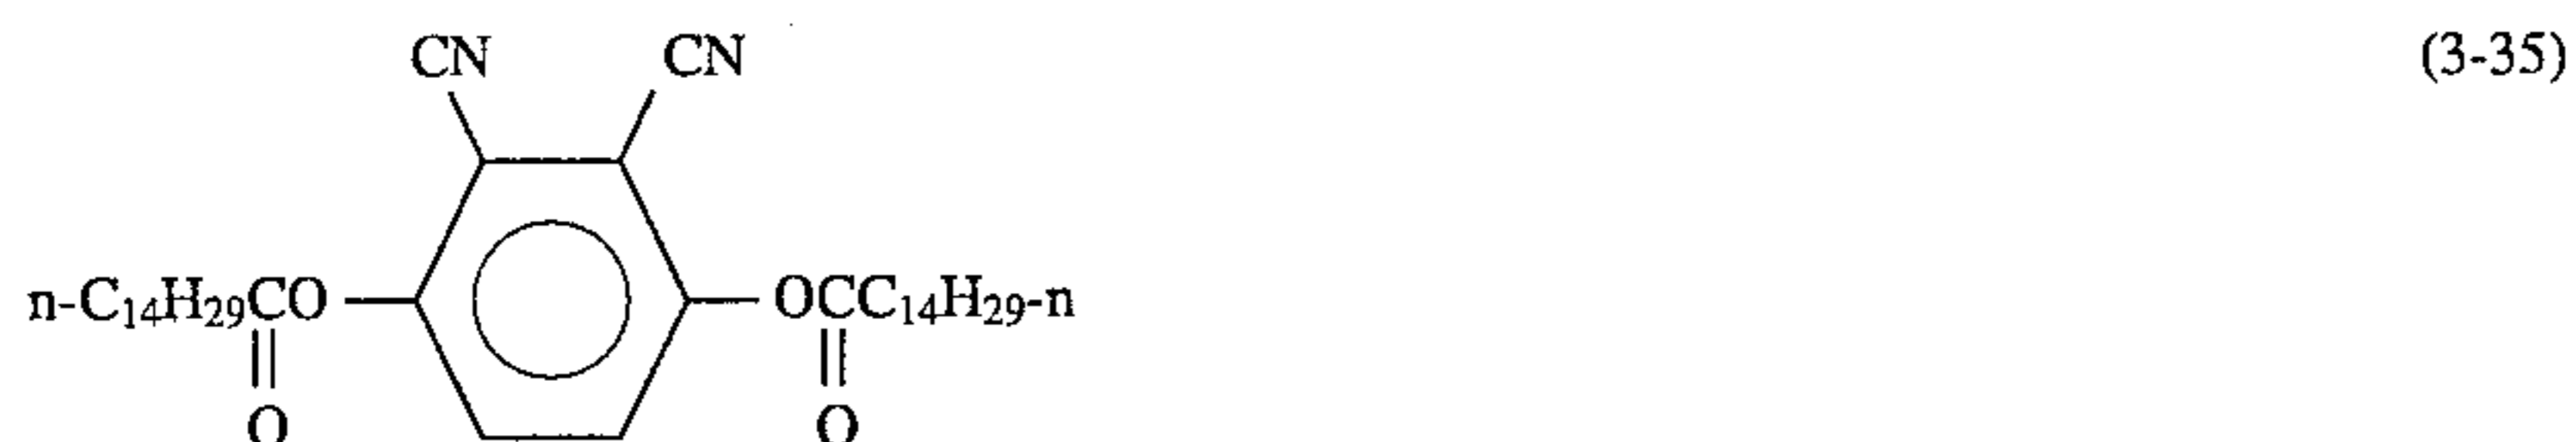 CN CN (3-35)
n-C₁₄H₂₉CO OCC₁₄H₂₉-n
O O